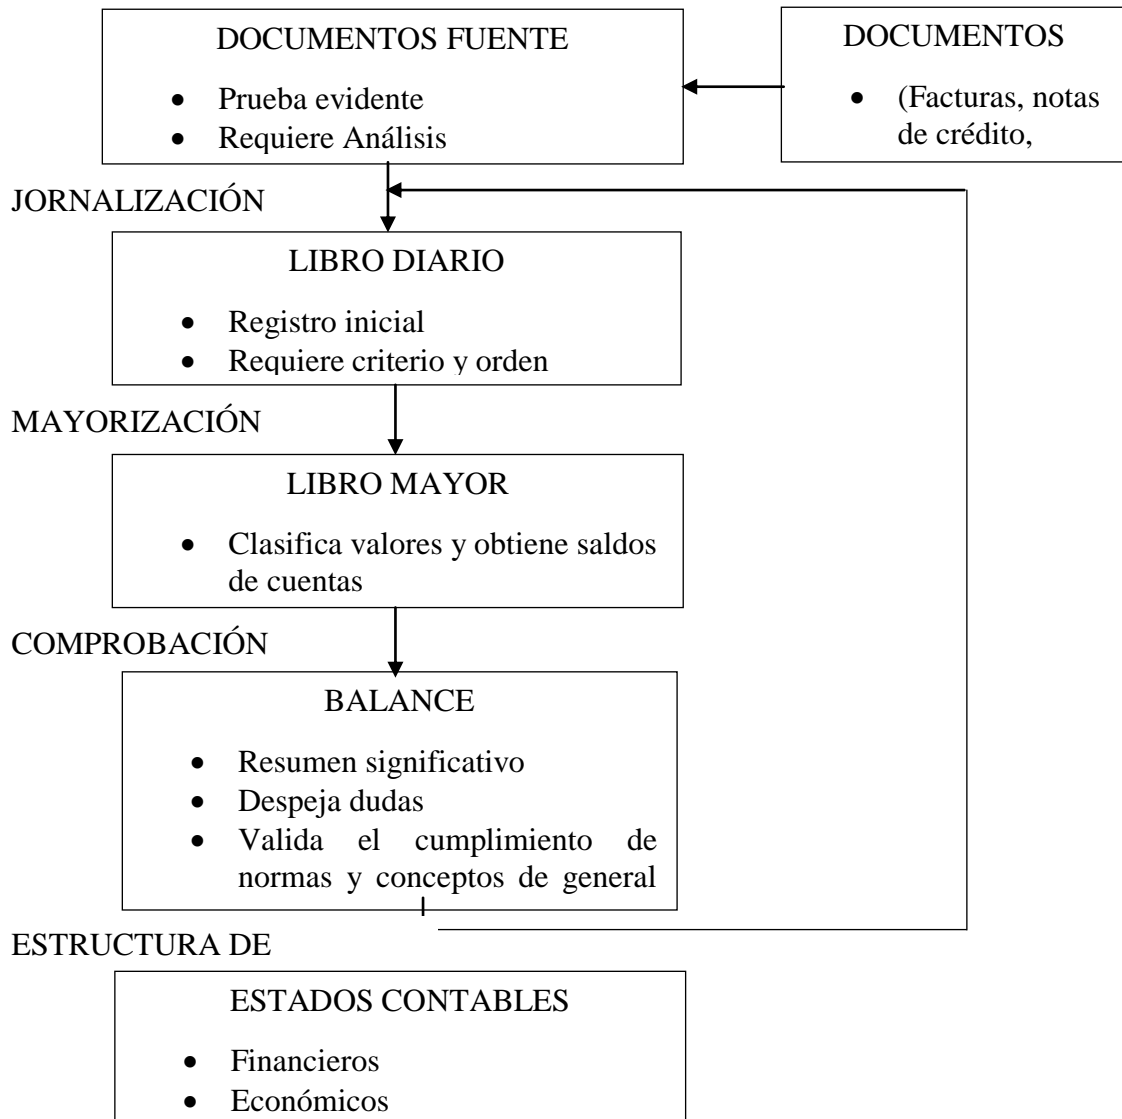 DOCUMENTOS FUENTE
• Prueba evidente
• Requiere Análisis
DOCUMENTOS
• (Facturas, notas
de crédito,
JORNALIZACIÓN
LIBRO DIARIO
• Registro inicial
• Requiere criterio y orden
MAYORIZACIÓN
LIBRO MAYOR
• Clasifica valores y obtiene saldos
de cuentas
COMPROBACIÓN
BALANCE
• Resumen significativo
• Despeja dudas
• Valida el cumplimiento de
normas y conceptos de general
ESTRUCTURA DE
ESTADOS CONTABLES
• Financieros
• Económicos